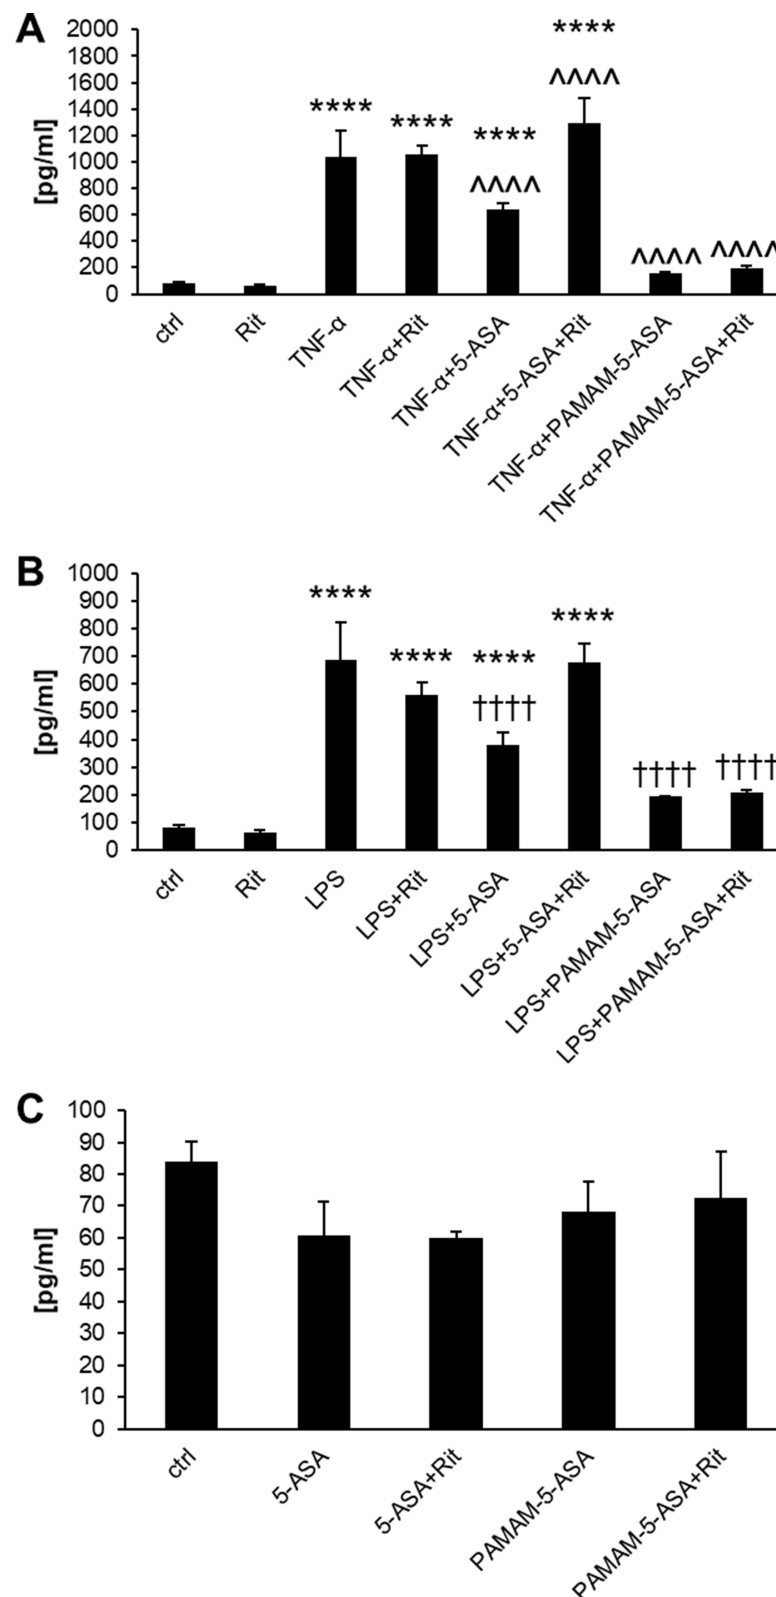 A
[pg/ml]
2000
1800
1600
1400
1200
1000
800
600
400
200
0
****
****
****
^^^^
****
^^^^
^^^^
^^^^
ctrl
Rit
TNF-α
TNF-α+Rit
TNF-α+5-ASA
TNF-α+5-ASA+Rit
TNF-α+PAMAM-5-ASA
TNF-α+PAMAM-5-ASA+Rit
B
[pg/ml]
1000
900
800
700
600
500
400
300
200
100
0
****
****
****
††††
****
††††
††††
ctrl
Rit
LPS
LPS+Rit
LPS+5-ASA
LPS+5-ASA+Rit
LPS+PAMAM-5-ASA
LPS+PAMAM-5-ASA+Rit
C
[pg/ml]
100
90
80
70
60
50
40
30
20
10
0
ctrl
5-ASA
5-ASA+Rit
PAMAM-5-ASA
PAMAM-5-ASA+Rit